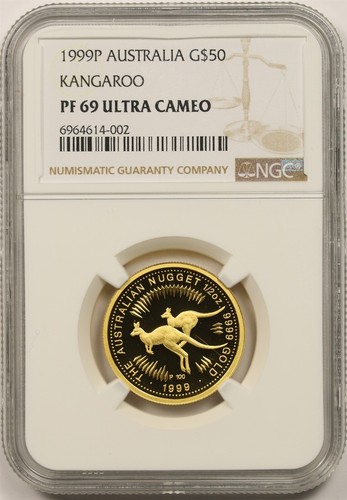 1999P AUSTRALIA G$50
KANGAROO
PF 69 ULTRA CAMEO
6964614-002
NUMISMATIC GUARANTY COMPANY
NGC
THE AUSTRALIAN NUGGET 1/2oz. 9999 GOLD
P 100
· 1999 ·